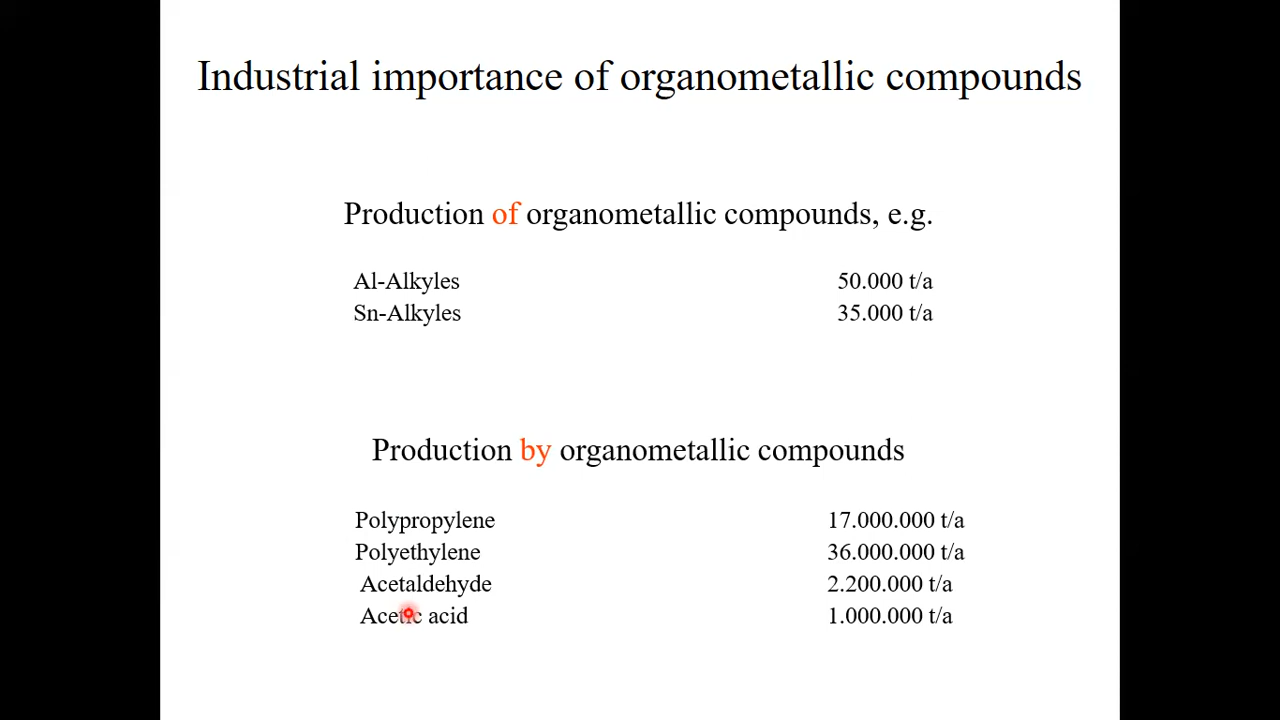 Industrial importance of organometallic compounds
Production of organometallic compounds, e.g.
Al-Alkyles 50.000 t/a
Sn-Alkyles 35.000 t/a
Production by organometallic compounds
Polypropylene 17.000.000 t/a
Polyethylene 36.000.000 t/a
Acetaldehyde 2.200.000 t/a
Acetic acid 1.000.000 t/a